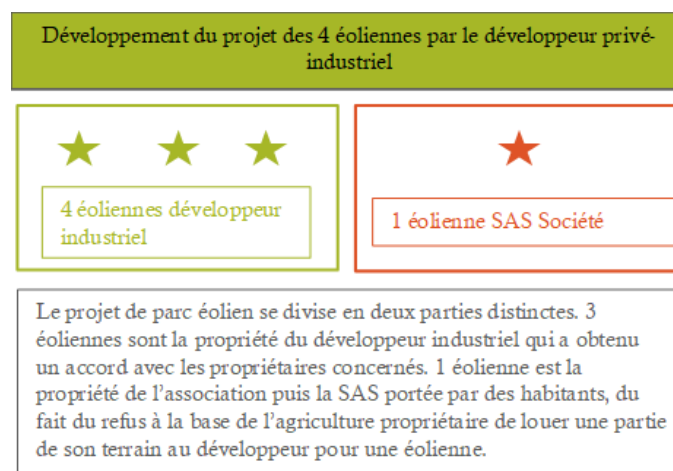 Développement du projet des 4 éoliennes par le développeur privé-
industriel
4 éoliennes développeur
industriel
1 éolienne SAS Société
Le projet de parc éolien se divise en deux parties distinctes. 3
éoliennes sont la propriété du développeur industriel qui a obtenu
un accord avec les propriétaires concernés. 1 éolienne est la
propriété de l'association puis la SAS portée par des habitants, du
fait du refus à la base de l'agriculture propriétaire de louer une partie
de son terrain au développeur pour une éolienne.